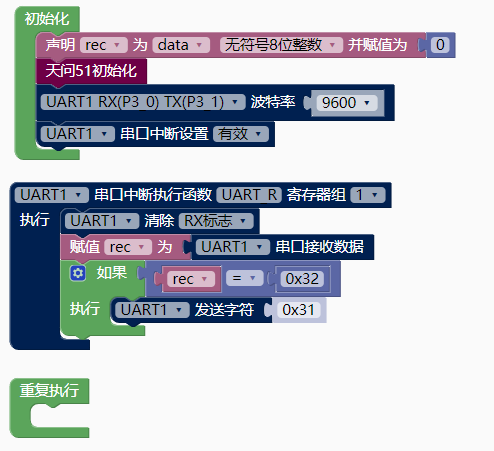 初始化
声明 rec 为 data 无符号8位整数 并赋值为 0
天问51初始化
UART1 RX(P3_0) TX(P3_1) 波特率 9600
UART1 串口中断设置 有效
UART1 串口中断执行函数 UART_R 寄存器组 1
执行 UART1 清除 RX标志
赋值 rec 为 UART1 串口接收数据
如果 rec = 0x32
执行 UART1 发送字符 0x31
重复执行